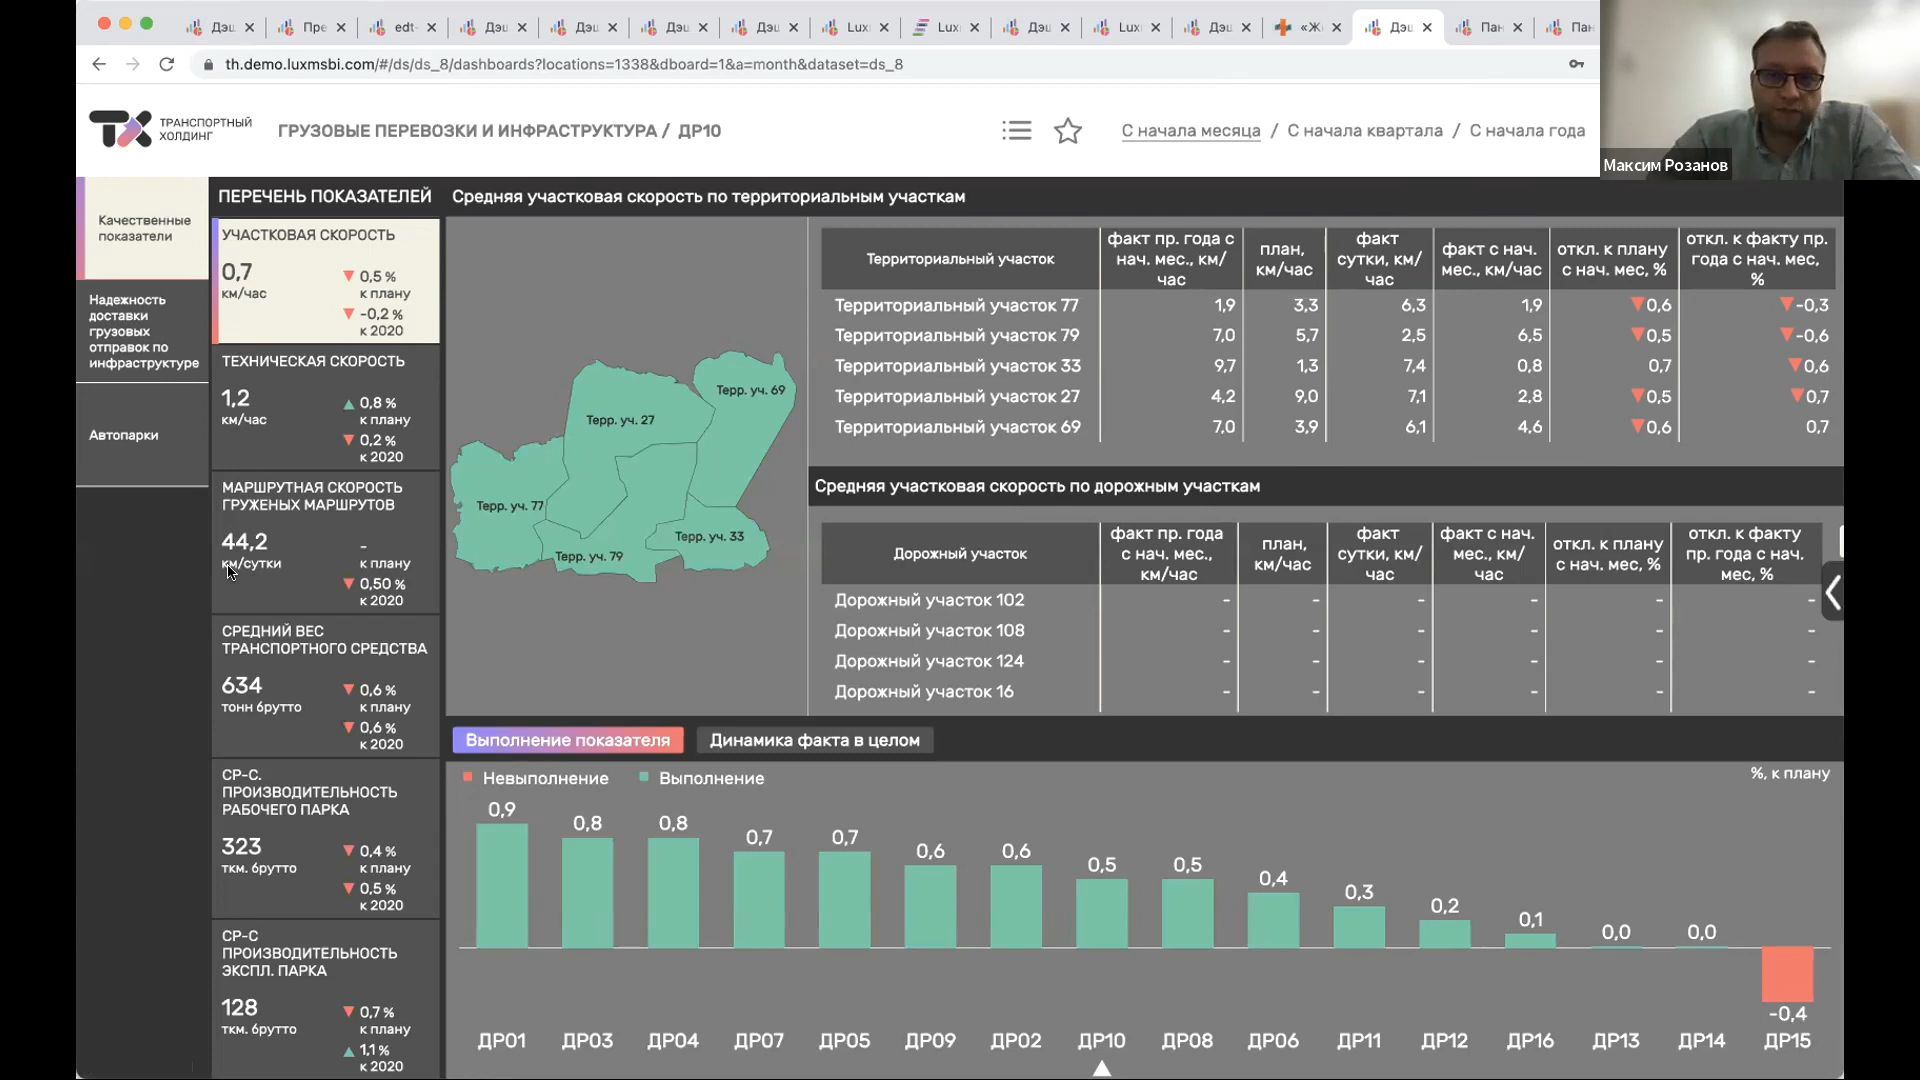 Дэц
Пре
edt-
Дэц
Дэц
Дэц
Дэц
Lux
Lux
Дэц
Lux
Дэц
«Ж
Дэц
Пан
Пан
th.demo.luxmsbi.com/#/ds/ds_8/dashboards?locations=1338&dboard=1&a=month&dataset=ds_8
ТРАНСПОРТНЫЙ
ХОЛДИНГ
ГРУЗОВЫЕ ПЕРЕВОЗКИ И ИНФРАСТРУКТУРА / ДР10
С начала месяца / С начала квартала / С начала года
Максим Розанов
Качественные
показатели
Надежность
доставки
грузовых
отправок по
инфраструктуре
Автопарки
ПЕРЕЧЕНЬ ПОКАЗАТЕЛЕЙ
УЧАСТКОВАЯ СКОРОСТЬ
0,7
км/час
0,5 %
к плану
-0,2 %
к 2020
ТЕХНИЧЕСКАЯ СКОРОСТЬ
1,2
км/час
0,8 %
к плану
0,2 %
к 2020
МАРШРУТНАЯ СКОРОСТЬ
ГРУЖЕНЫХ МАРШРУТОВ
44,2
км/сутки
-
к плану
0,50 %
к 2020
СРЕДНИЙ ВЕС
ТРАНСПОРТНОГО СРЕДСТВА
634
тонн брутто
0,6 %
к плану
0,6 %
к 2020
СР-С.
ПРОИЗВОДИТЕЛЬНОСТЬ
РАБОЧЕГО ПАРКА
323
ткм. брутто
0,4 %
к плану
0,5 %
к 2020
СР-С
ПРОИЗВОДИТЕЛЬНОСТЬ
ЭКСПЛ. ПАРКА
128
ткм. брутто
0,7 %
к плану
1,1 %
к 2020
Средняя участковая скорость по территориальным участкам
Терр. уч. 69
Терр. уч. 27
Терр. уч. 77
Терр. уч. 33
Терр. уч. 79
Территориальный участок
факт пр. года с
нач. мес., км/
час
план,
км/час
факт
сутки, км/
час
факт с нач.
мес., км/час
откл. к плану
с нач. мес, %
откл. к факту пр.
года с нач. мес,
%
Территориальный участок 77 1,9 3,3 6,3 1,9 0,6 -0,3
Территориальный участок 79 7,0 5,7 2,5 6,5 0,5 -0,6
Территориальный участок 33 9,7 1,3 7,4 0,8 0,7 0,6
Территориальный участок 27 4,2 9,0 7,1 2,8 0,5 0,7
Территориальный участок 69 7,0 3,9 6,1 4,6 0,6 0,7
Средняя участковая скорость по дорожным участкам
Дорожный участок
факт пр. года
с нач. мес.,
км/час
план,
км/час
факт
сутки, км/
час
факт с нач.
мес., км/
час
откл. к плану
с нач. мес, %
откл. к факту
пр. года с нач.
мес, %
Дорожный участок 102 - - - - - -
Дорожный участок 108 - - - - - -
Дорожный участок 124 - - - - - -
Дорожный участок 16 - - - - - -
Выполнение показателя
Динамика факта в целом
Невыполнение
Выполнение
%, к плану
0,9 0,8 0,8 0,7 0,7 0,6 0,6 0,5 0,5 0,4 0,3 0,2 0,1 0,0 0,0 -0,4
ДР01 ДР03 ДР04 ДР07 ДР05 ДР09 ДР02 ДР10 ДР08 ДР06 ДР11 ДР12 ДР16 ДР13 ДР14 ДР15